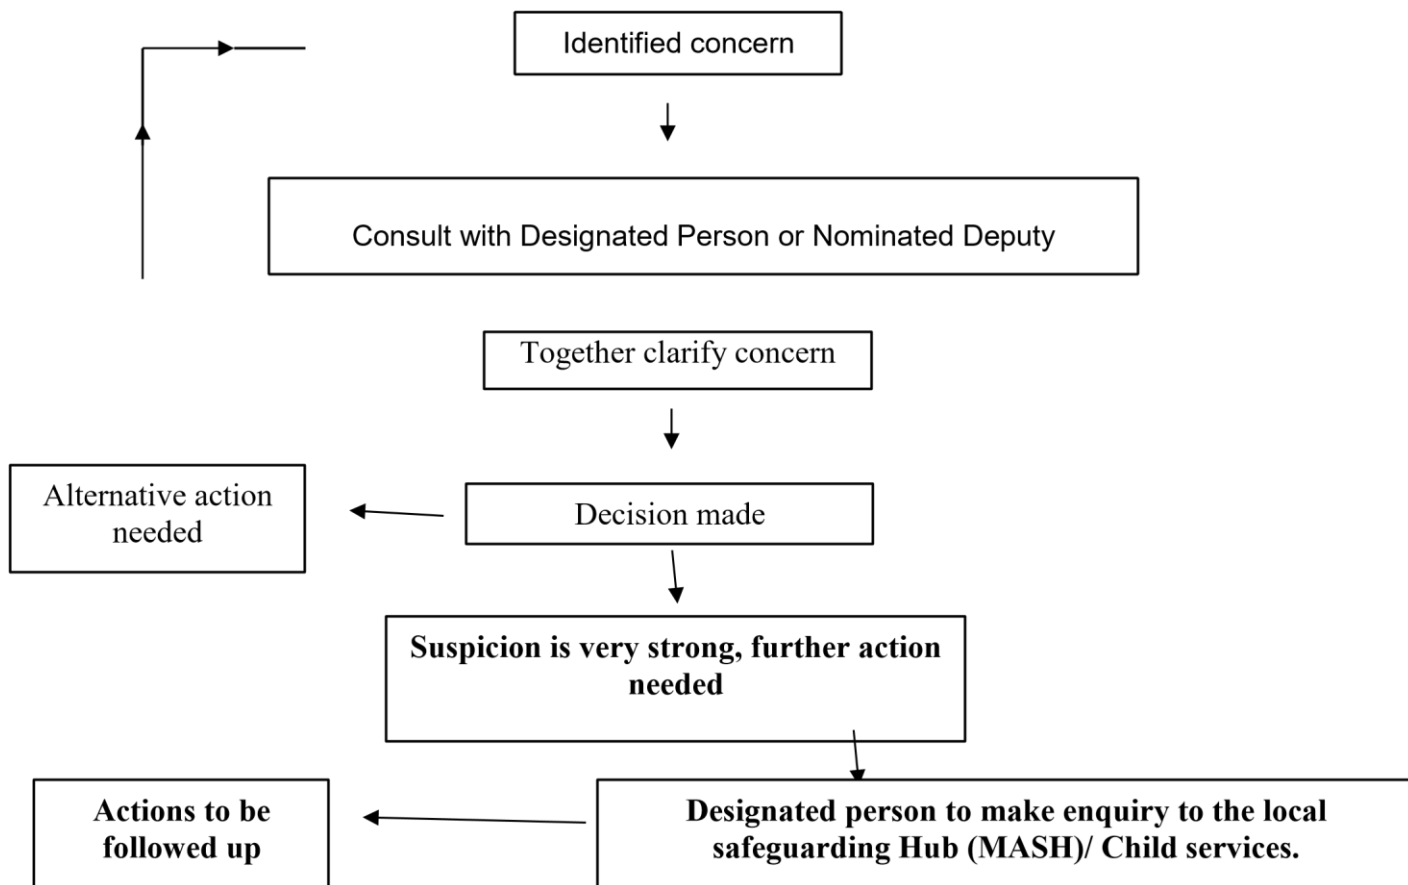 Identified concern
Consult with Designated Person or Nominated Deputy
Together clarify concern
Alternative action
needed
Decision made
Suspicion is very strong, further action
needed
Actions to be
followed up
Designated person to make enquiry to the local
safeguarding Hub (MASH)/ Child services.